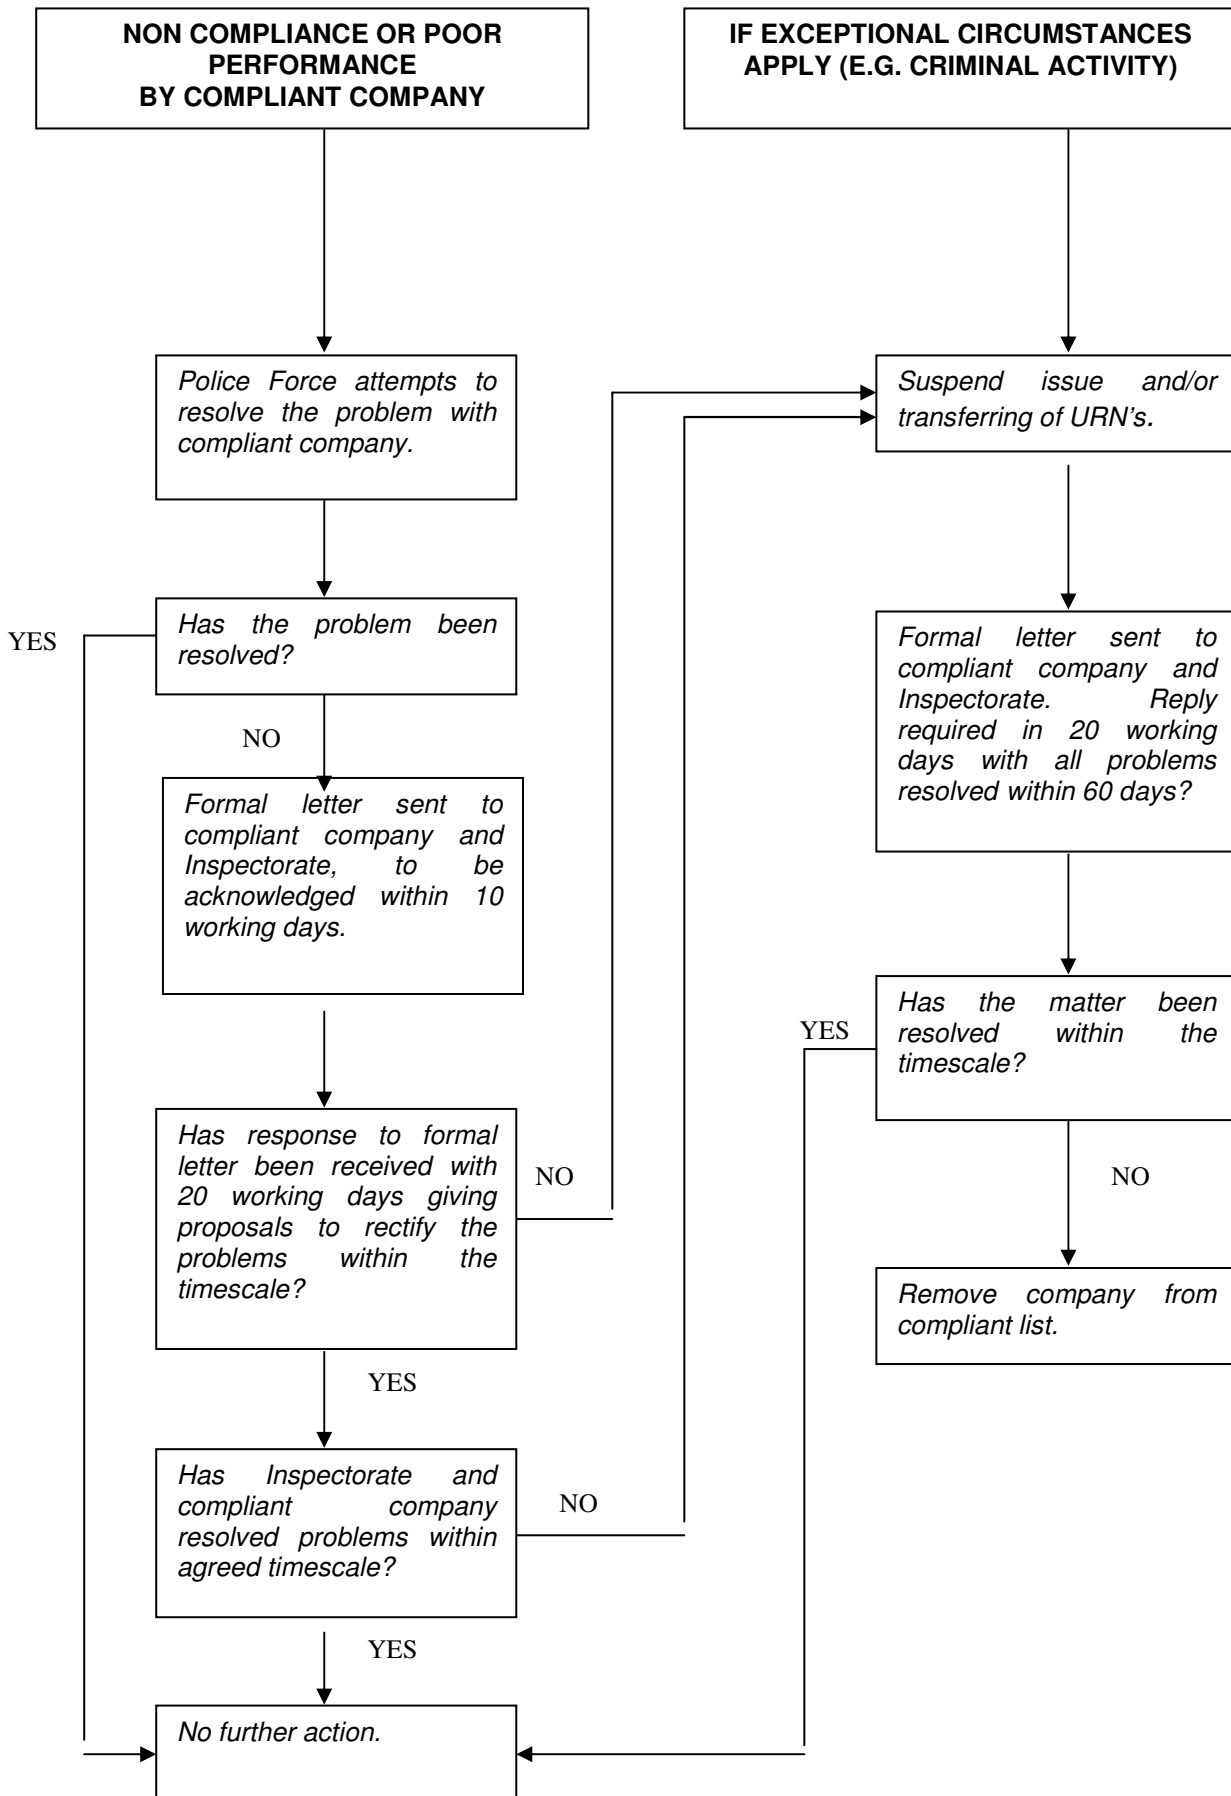 NON COMPLIANCE OR POOR
PERFORMANCE
BY COMPLIANT COMPANY
IF EXCEPTIONAL CIRCUMSTANCES
APPLY (E.G. CRIMINAL ACTIVITY)
Police Force attempts to
resolve the problem with
compliant company.
Suspend issue and/or
transferring of URN's.
YES
Has the problem been
resolved?
NO
Formal letter sent to
compliant company and
Inspectorate, to be
acknowledged within 10
working days.
Formal letter sent to
compliant company and
Inspectorate. Reply
required in 20 working
days with all problems
resolved within 60 days?
YES
Has the matter been
resolved within the
timescale?
Has response to formal
letter been received with
20 working days giving
proposals to rectify the
problems within the
timescale?
NO
NO
Remove company from
compliant list.
YES
Has Inspectorate and
compliant company
resolved problems within
agreed timescale?
NO
YES
No further action.